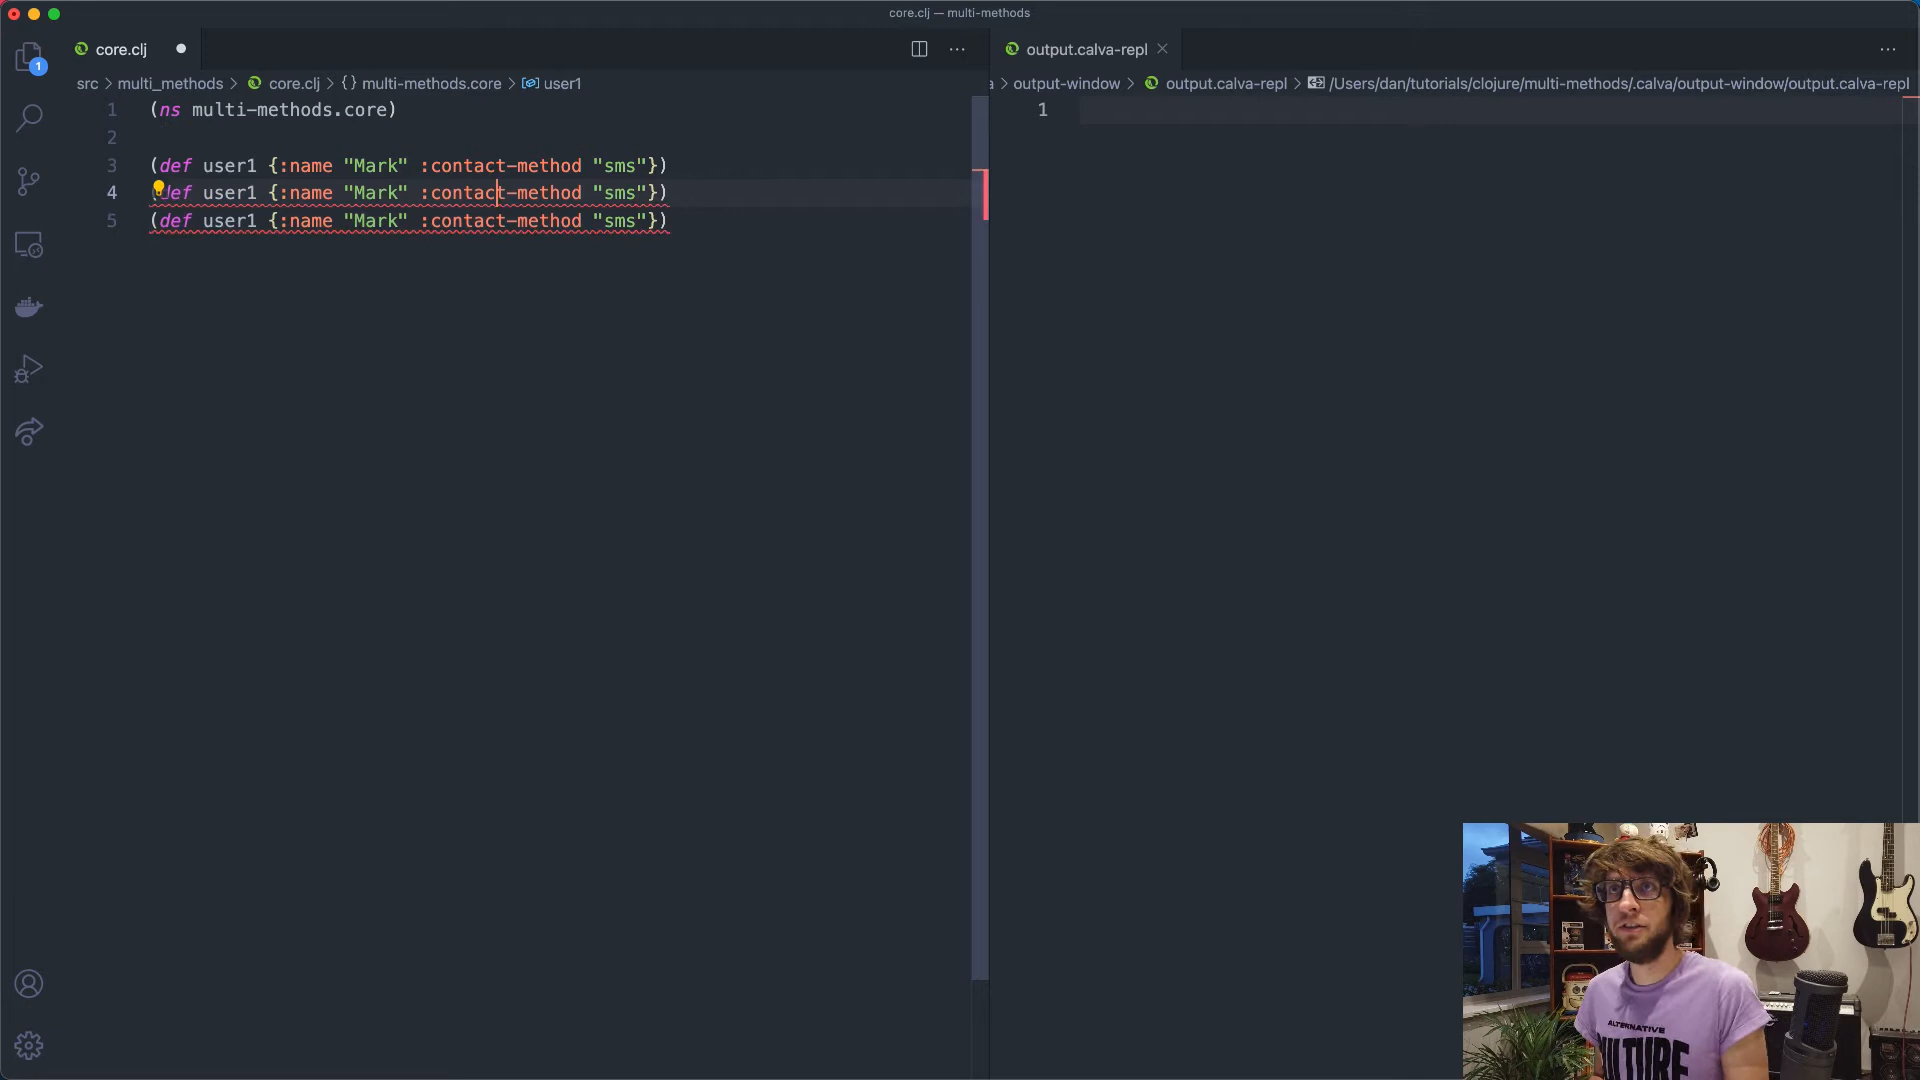 core.clj — multi-methods
core.clj
output.calva-repl
src > multi_methods > core.clj > {} multi-methods.core > user1
a > output-window > output.calva-repl > /Users/dan/tutorials/clojure/multi-methods/.calva/output-window/output.calva-repl
1 (ns multi-methods.core)
2
3 (def user1 {:name "Mark" :contact-method "sms"})
4 (def user1 {:name "Mark" :contact-method "sms"})
5 (def user1 {:name "Mark" :contact-method "sms"})
1
1
ALTERNATIVE
CULTURE